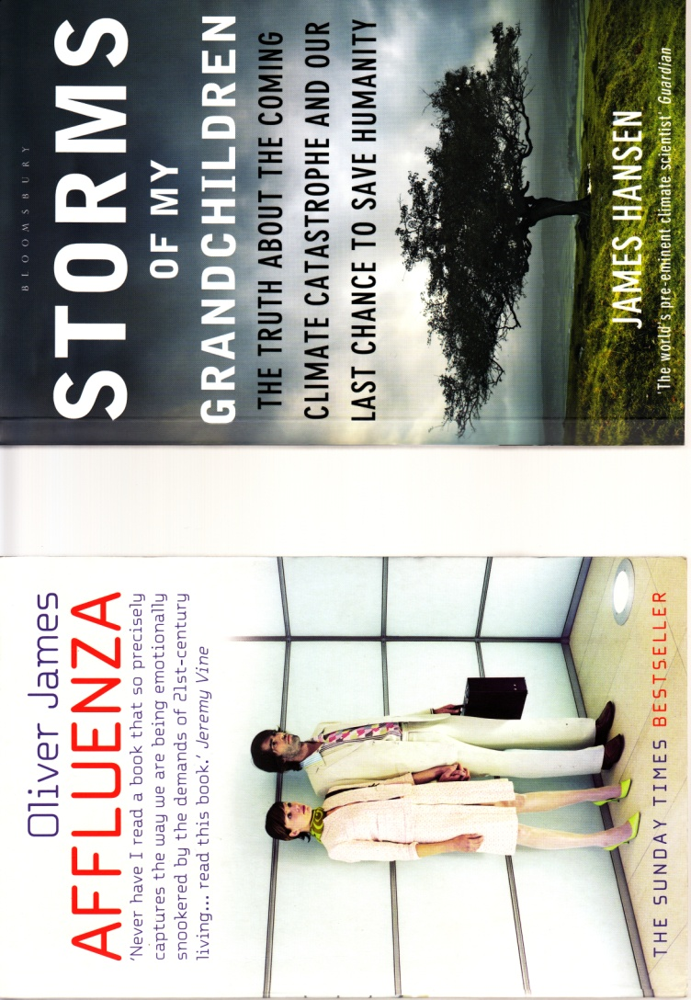 Oliver James
AFFLUENZA
'Never have I read a book that so precisely
captures the way we are being emotionally
snookered by the demands of 21st-century
living... read this book.' Jeremy Vine
THE SUNDAY TIMES BESTSELLER
BLOOMSBURY
STORMS
OF MY
GRANDCHILDREN
THE TRUTH ABOUT THE COMING
CLIMATE CATASTROPHE AND OUR
LAST CHANCE TO SAVE HUMANITY
JAMES HANSEN
'The world's pre-eminent climate scientist' Guardian